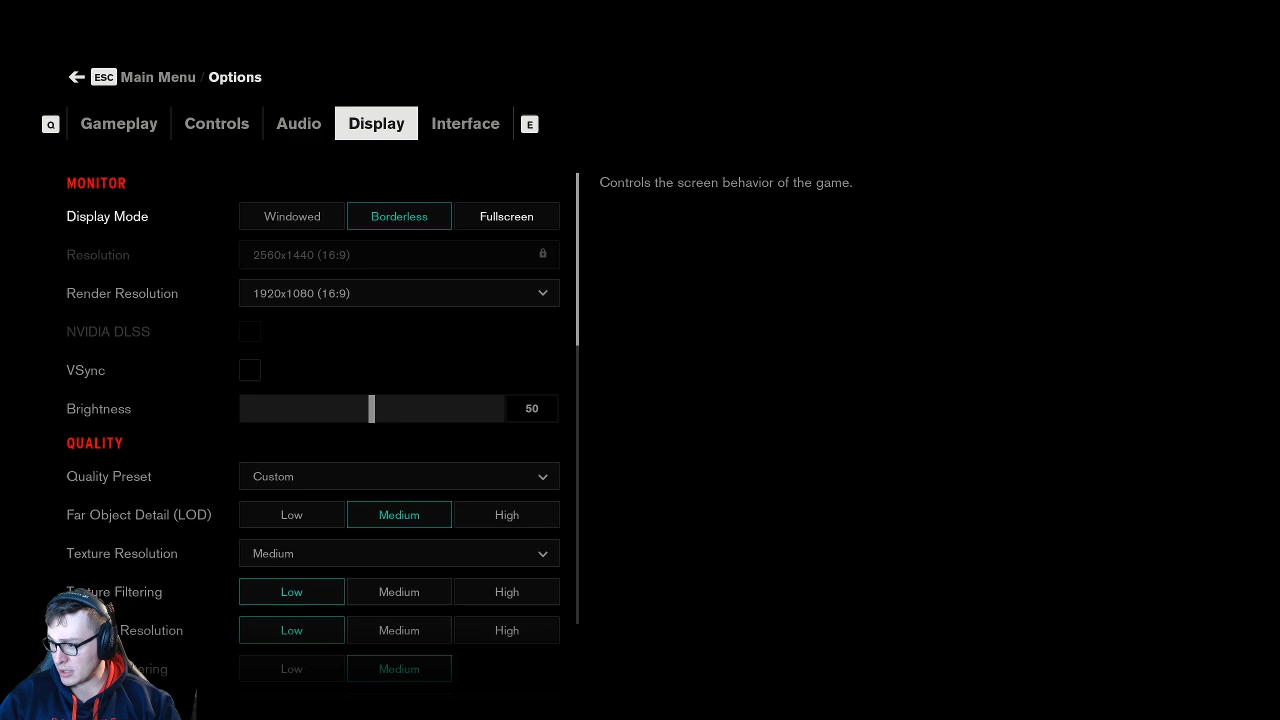 ESC Main Menu / Options
Q Gameplay Controls Audio Display Interface E
MONITOR
Controls the screen behavior of the game.
Display Mode Windowed Borderless Fullscreen
Resolution 2560x1440 (16:9)
Render Resolution 1920x1080 (16:9)
NVIDIA DLSS
VSync
Brightness 50
QUALITY
Quality Preset Custom
Far Object Detail (LOD) Low Medium High
Texture Resolution Medium
Filtering Low Medium High
Resolution Low Medium High
Low Medium